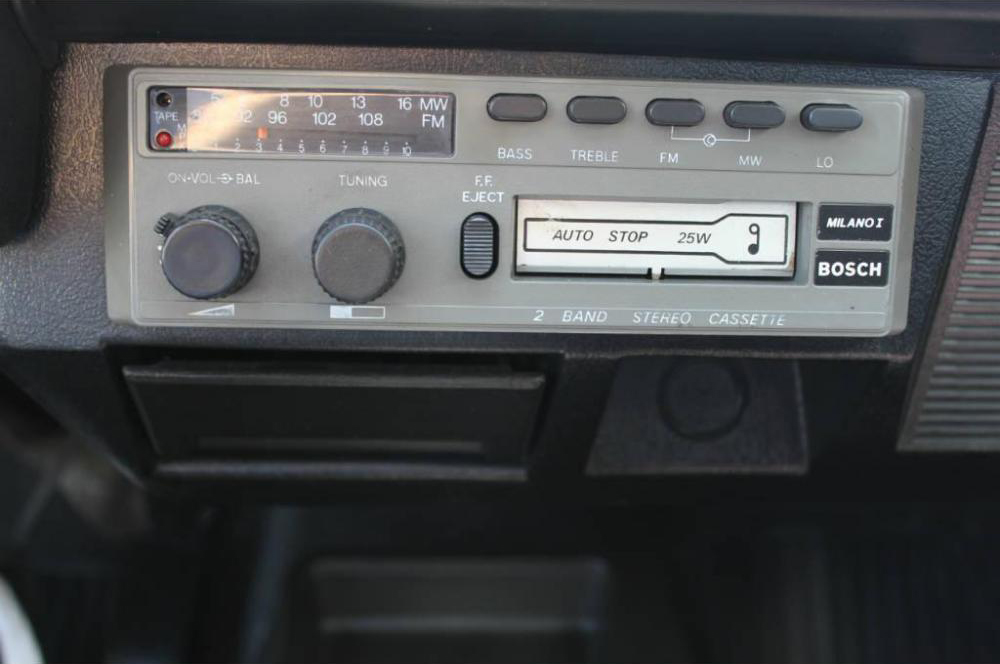 8 10 13 16 MW
TAPE 92 96 102 108 FM
2 3 4 5 6 7 8 9 10
BASS TREBLE FM MW LO
ON•VOL BAL TUNING F.F.
EJECT
AUTO STOP 25W
MILANO I
BOSCH
2 BAND STEREO CASSETTE